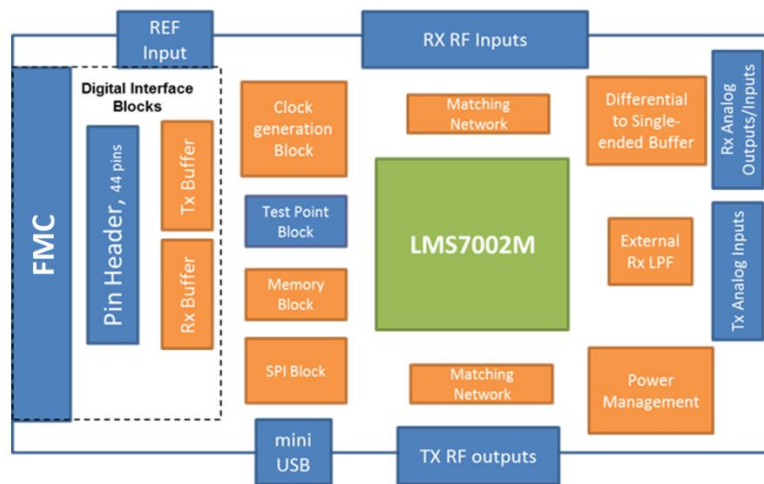 REF
Input
RX RF Inputs
Digital Interface
Blocks
FMC
Pin Header, 44 pins
Tx Buffer
Rx Buffer
Clock
generation
Block
Test Point
Block
Memory
Block
SPI Block
Matching
Network
LMS7002M
Matching
Network
Differential
to Single-
ended Buffer
External
Rx LPF
Power
Management
Rx Analog
Outputs/Inputs
Tx Analog Inputs
mini
USB
TX RF outputs